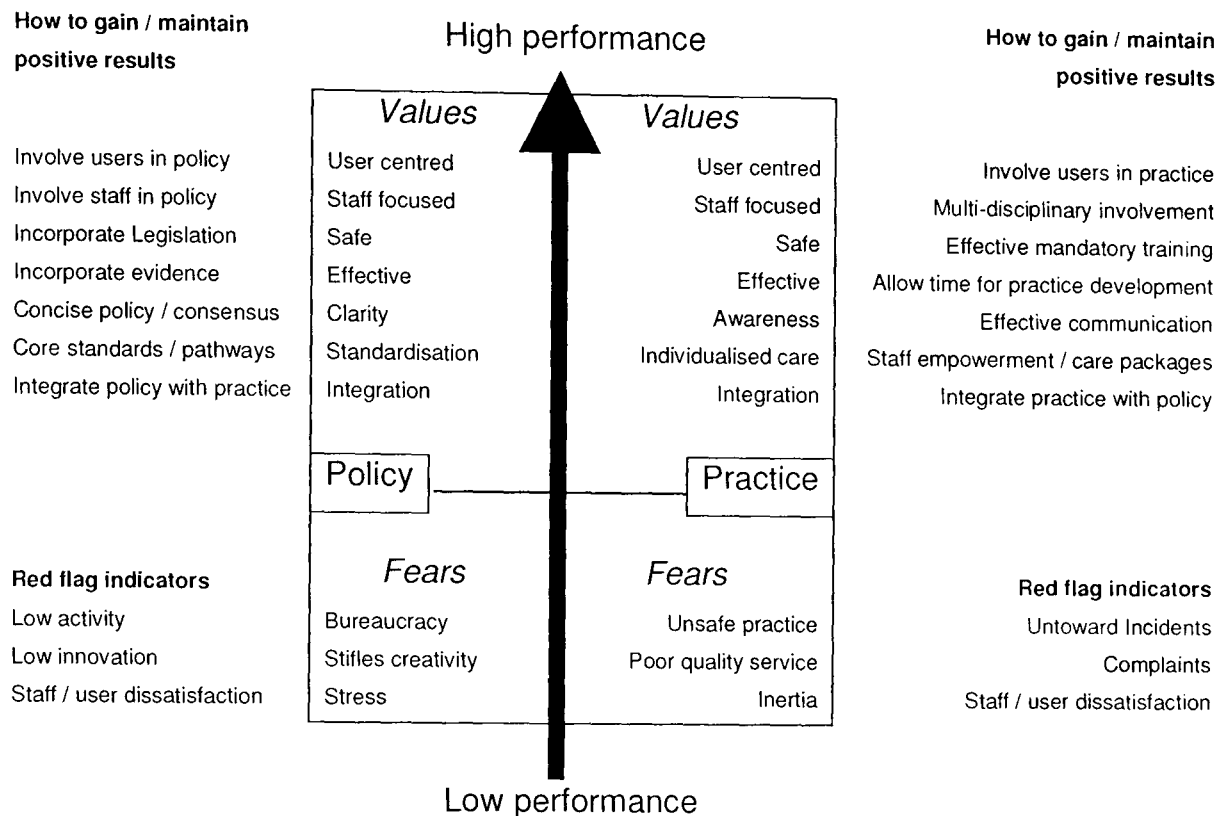 High performance
How to gain / maintain
positive results
Involve users in policy
Involve staff in policy
Incorporate Legislation
Incorporate evidence
Concise policy / consensus
Core standards / pathways
Integrate policy with practice
Values
User centred
Staff focused
Safe
Effective
Clarity
Standardisation
Integration
Values
User centred
Staff focused
Safe
Effective
Awareness
Individualised care
Integration
How to gain / maintain
positive results
Involve users in practice
Multi-disciplinary involvement
Effective mandatory training
Allow time for practice development
Effective communication
Staff empowerment / care packages
Integrate practice with policy
Policy
Practice
Red flag indicators
Low activity
Low innovation
Staff / user dissatisfaction
Fears
Bureaucracy
Stifles creativity
Stress
Fears
Unsafe practice
Poor quality service
Inertia
Red flag indicators
Untoward Incidents
Complaints
Staff / user dissatisfaction
Low performance